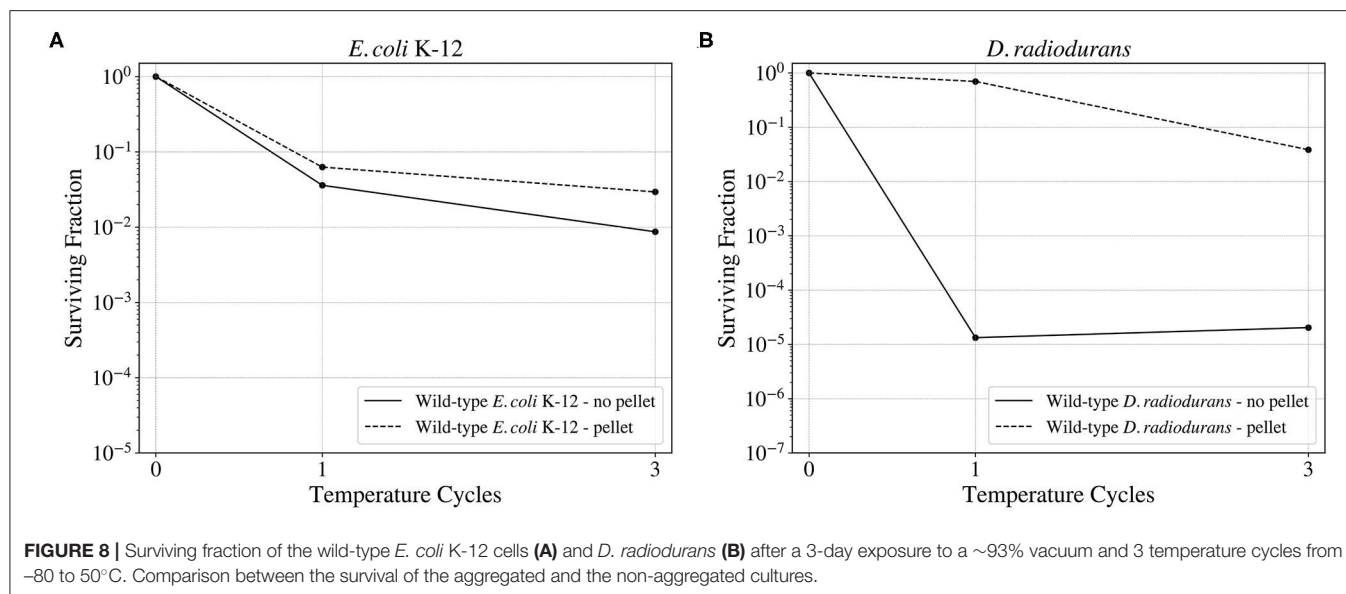 A
E. coli K-12
10⁰
10⁻¹
10⁻²
10⁻³
10⁻⁴
10⁻⁵
Surviving Fraction
0
1
3
Temperature Cycles
Wild-type E. coli K-12 - no pellet
Wild-type E. coli K-12 - pellet
B
D. radiodurans
10⁰
10⁻¹
10⁻²
10⁻³
10⁻⁴
10⁻⁵
10⁻⁶
10⁻⁷
Surviving Fraction
0
1
3
Temperature Cycles
Wild-type D. radiodurans - no pellet
Wild-type D. radiodurans - pellet
FIGURE 8 | Surviving fraction of the wild-type E. coli K-12 cells (A) and D. radiodurans (B) after a 3-day exposure to a ~93% vacuum and 3 temperature cycles from
–80 to 50°C. Comparison between the survival of the aggregated and the non-aggregated cultures.